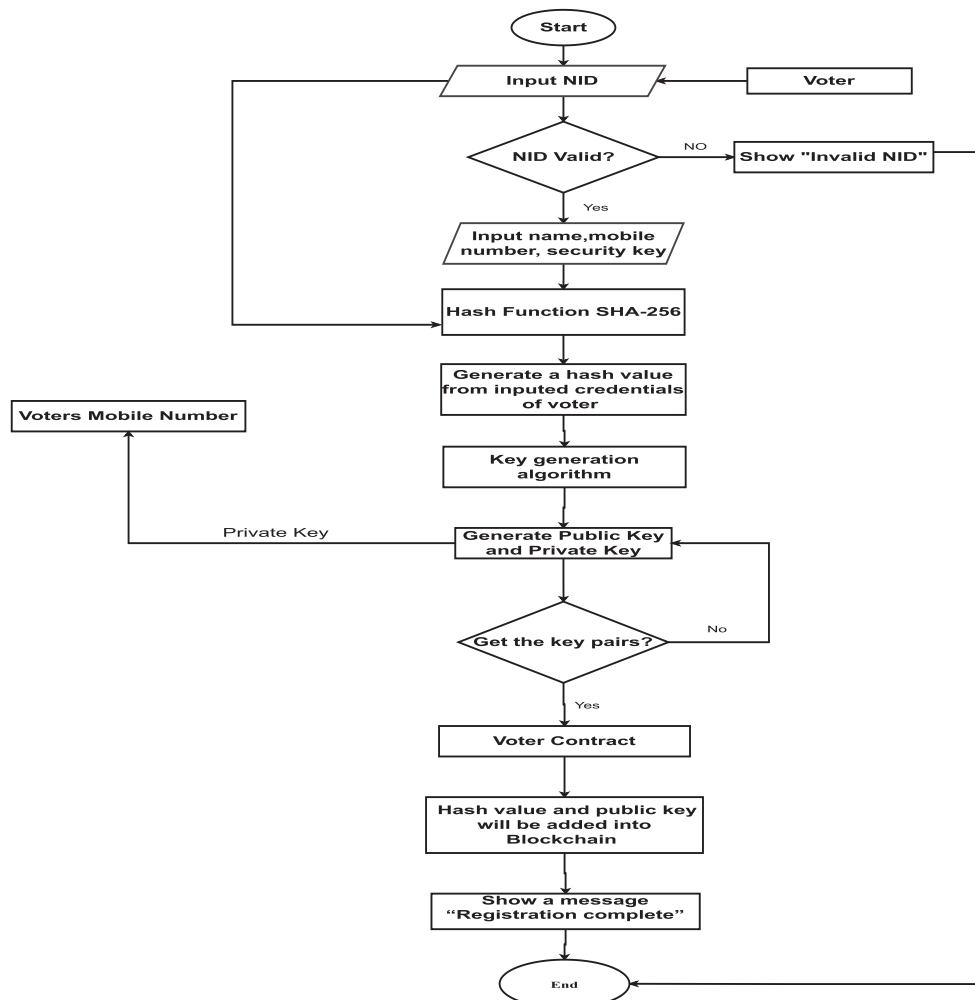 Start
Input NID
Voter
NID Valid?
NO
Show "Invalid NID"
Yes
Input name,mobile
number, security key
Hash Function SHA-256
Generate a hash value
from inputed credentials
of voter
Voters Mobile Number
Key generation
algorithm
Private Key
Generate Public Key
and Private Key
Get the key pairs?
No
Yes
Voter Contract
Hash value and public key
will be added into
Blockchain
Show a message
“Registration complete”
End